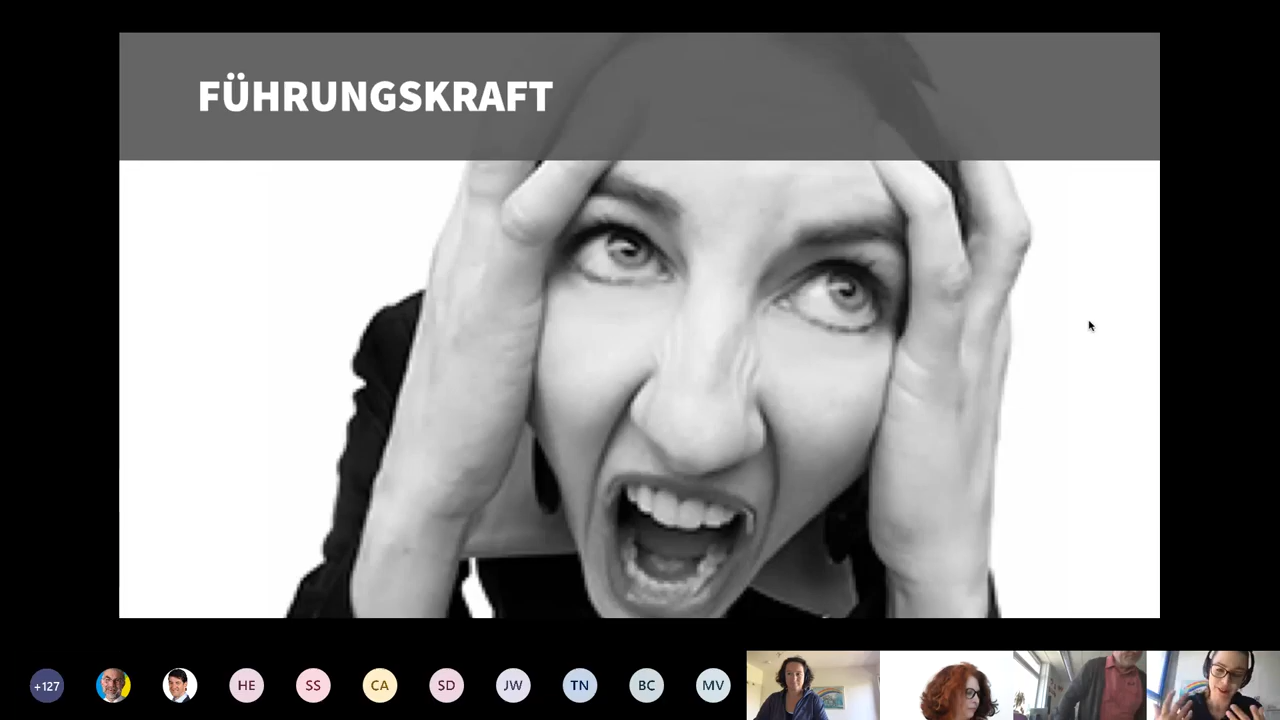 FÜHRUNGSKRAFT
+127
HE
SS
CA
SD
JW
TN
BC
MV